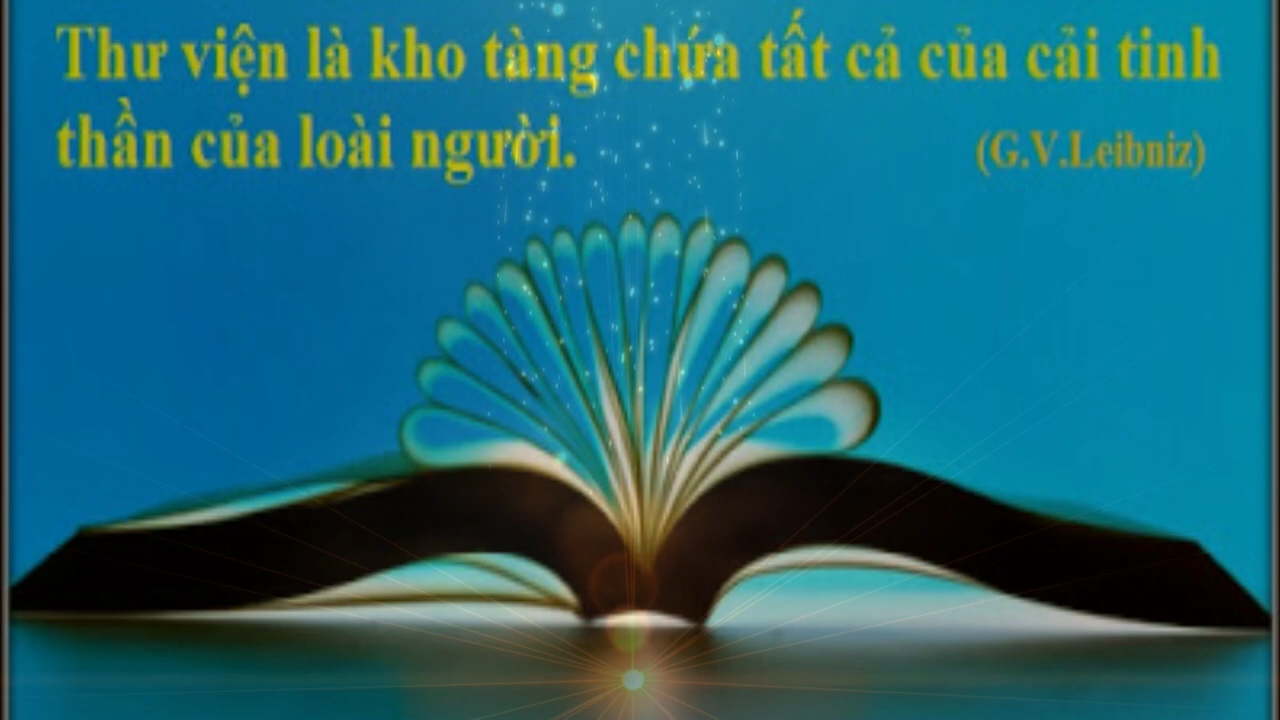 Thư viện là kho tàng chứa tất cả của cải tinh
thần của loài người.
(G.V.Leibniz)